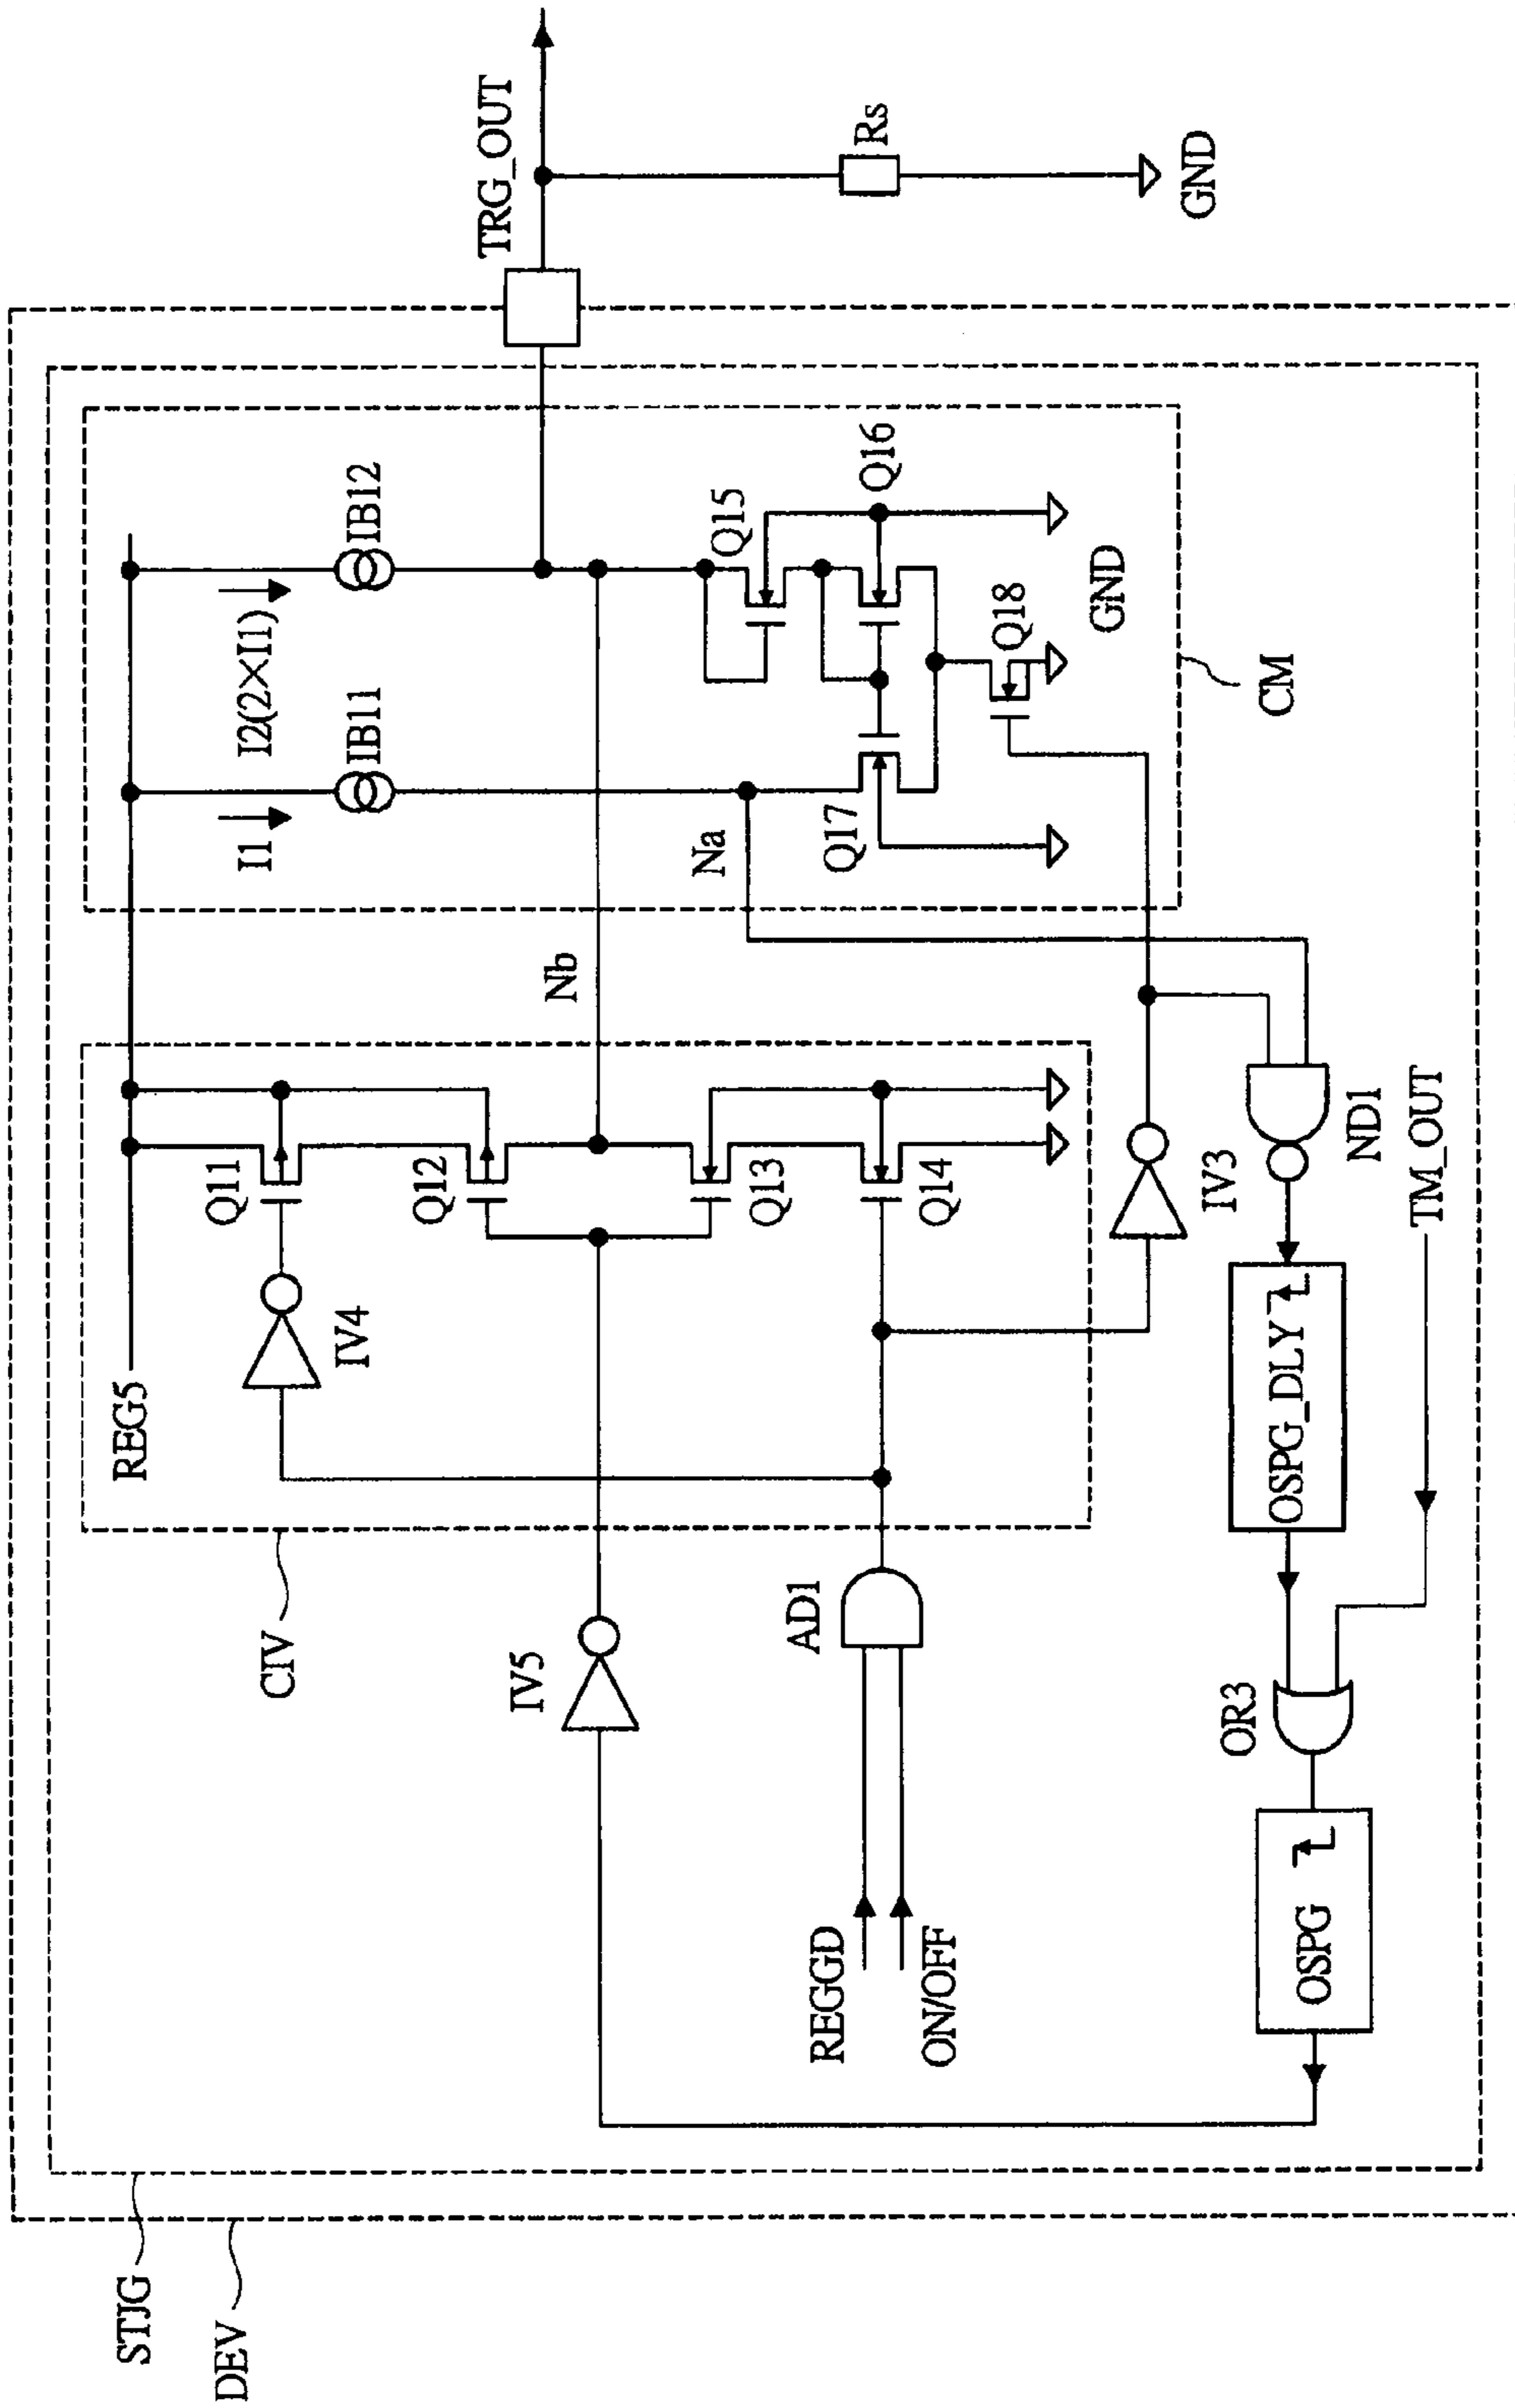 STJG
DEV
CIV
REG5
IV4
Q11
Q12
Q13
Q14
IV5
AD1
REGGD
ON/OFF
OSPG
OR3
OSPG_DLY
TM_OUT
ND1
IV3
Nb
Na
I1
I2(2×I1)
IB11
IB12
Q15
Q16
Q17
Q18
GND
CM
TRG_OUT
Rs
GND